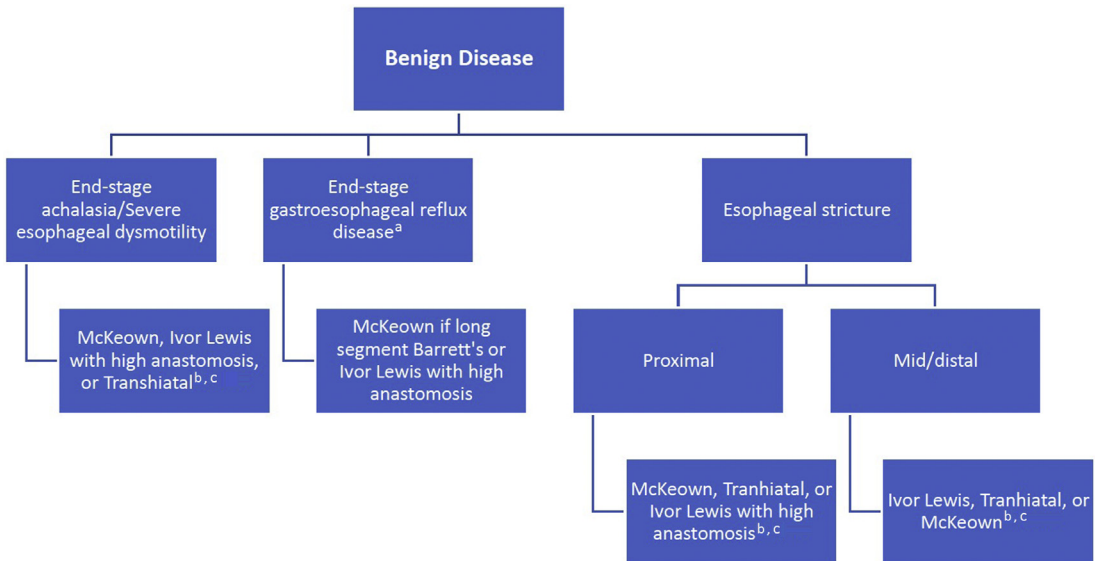 Benign Disease
End-stage
achalasia/Severe
esophageal dysmotility
End-stage
gastroesophageal reflux
disease^a
Esophageal stricture
McKeown, Ivor Lewis
with high anastomosis,
or Transhiatal^b, c
McKeown if long
segment Barrett's or
Ivor Lewis with high
anastomosis
Proximal
Mid/distal
McKeown, Tranhiatal, or
Ivor Lewis with high
anastomosis^b, c
Ivor Lewis, Tranhiatal, or
McKeown^b, c